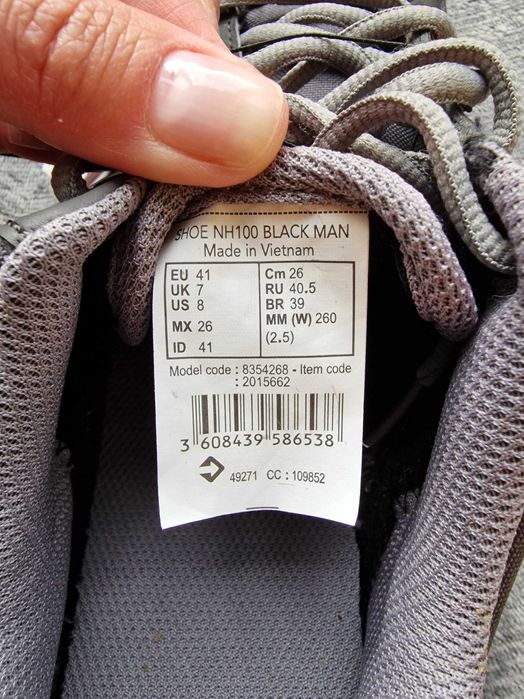 SHOE NH100 BLACK MAN
Made in Vietnam
EU 41
UK 7
US 8
MX 26
ID 41
Cm 26
RU 40.5
BR 39
MM (W) 260
(2.5)
Model code : 8354268 - Item code
: 2015662
3 608439 586538
49271 CC : 109852